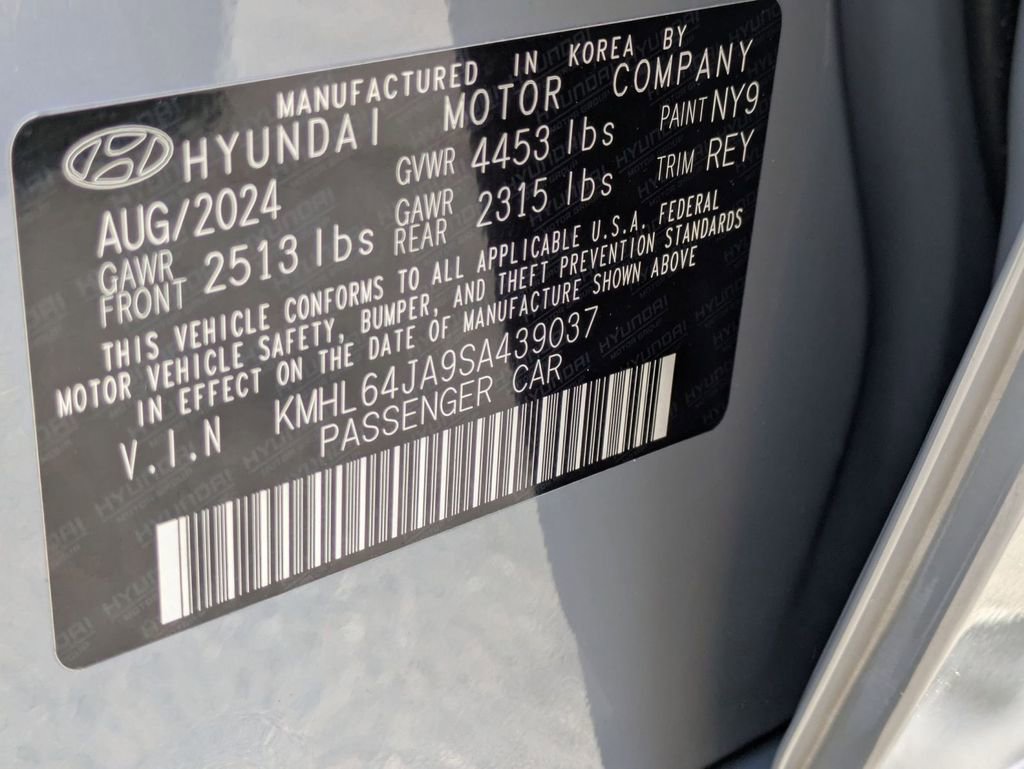 MANUFACTURED IN KOREA BY
HYUNDAI MOTOR COMPANY
AUG/2024 GVWR 4453 lbs PAINT NY9
GAWR FRONT 2513 lbs GAWR REAR 2315 lbs TRIM REY
THIS VEHICLE CONFORMS TO ALL APPLICABLE U.S.A. FEDERAL
MOTOR VEHICLE SAFETY, BUMPER, AND THEFT PREVENTION STANDARDS
IN EFFECT ON THE DATE OF MANUFACTURE SHOWN ABOVE
V.I.N KMHL64JA9SA439037
PASSENGER CAR